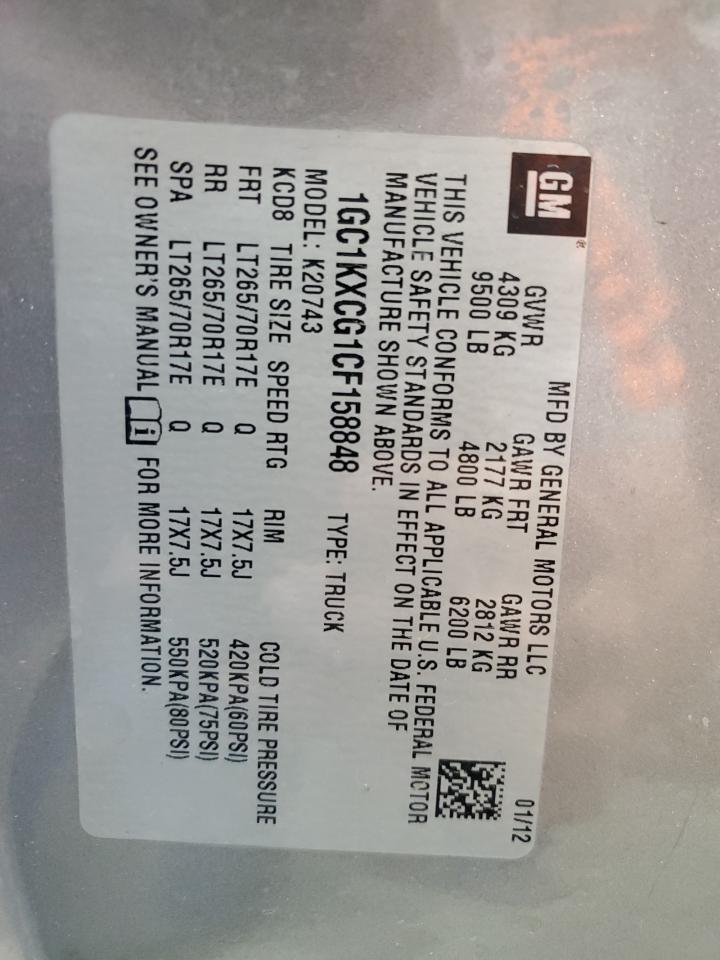 GM®
MFD BY GENERAL MOTORS LLC 01/12
GVWR GAWR FRT GAWR RR
4309 KG 2177 KG 2812 KG
9500 LB 4800 LB 6200 LB
THIS VEHICLE CONFORMS TO ALL APPLICABLE U.S. FEDERAL MOTOR
VEHICLE SAFETY STANDARDS IN EFFECT ON THE DATE OF
MANUFACTURE SHOWN ABOVE.
1GC1KXCG1CF158848 TYPE: TRUCK
MODEL: K20743
KCD8 TIRE SIZE SPEED RTG RIM COLD TIRE PRESSURE
FRT LT265/70R17E Q 17X7.5J 420KPA(60PSI)
RR LT265/70R17E Q 17X7.5J 520KPA(75PSI)
SPA LT265/70R17E Q 17X7.5J 550KPA(80PSI)
SEE OWNER'S MANUAL i FOR MORE INFORMATION.